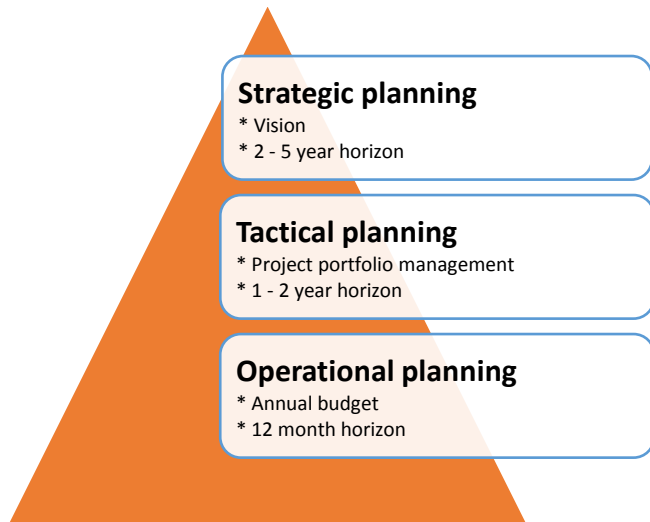 Strategic planning
* Vision
* 2 - 5 year horizon
Tactical planning
* Project portfolio management
* 1 - 2 year horizon
Operational planning
* Annual budget
* 12 month horizon